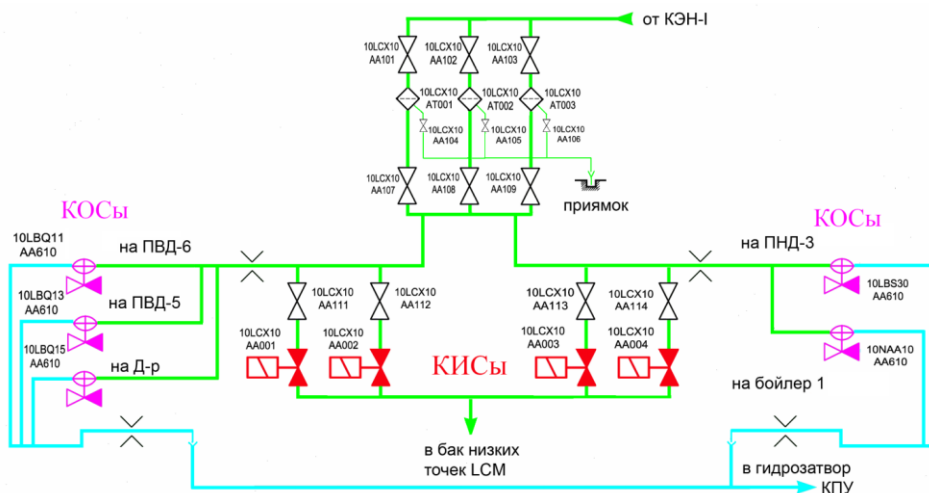 от КЭН-I
10LCX10
AA101
10LCX10
AA102
10LCX10
AA103
10LCX10
AT001
10LCX10
AT002
10LCX10
AT003
10LCX10
AA104
10LCX10
AA105
10LCX10
AA106
10LCX10
AA107
10LCX10
AA108
10LCX10
AA109
приямок
КОСы
КОСы
10LBQ11
AA610
на ПВД-6
на ПНД-3
10LBQ13
AA610
на ПВД-5
10LBS30
AA610
10LCX10
AA111
10LCX10
AA112
10LCX10
AA113
10LCX10
AA114
10LBQ15
AA610
на Д-р
10LCX10
AA001
10LCX10
AA002
КИСы
10LCX10
AA003
10LCX10
AA004
10NAA10
AA610
на бойлер 1
в бак низких
точек LCM
в гидрозатвор
КПУ